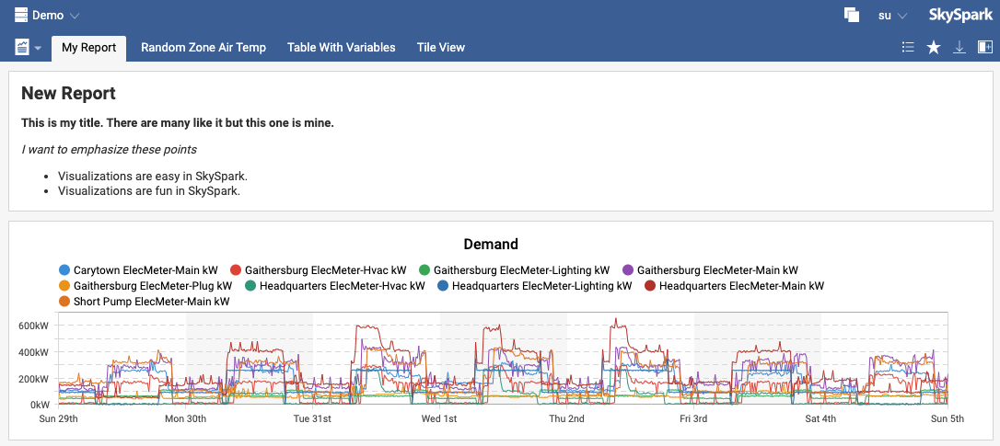 Demo su SkySpark
My Report Random Zone Air Temp Table With Variables Tile View
New Report
This is my title. There are many like it but this one is mine.
I want to emphasize these points
• Visualizations are easy in SkySpark.
• Visualizations are fun in SkySpark.
Demand
Carytown ElecMeter-Main kW Gaithersburg ElecMeter-Hvac kW Gaithersburg ElecMeter-Lighting kW Gaithersburg ElecMeter-Main kW
Gaithersburg ElecMeter-Plug kW Headquarters ElecMeter-Hvac kW Headquarters ElecMeter-Lighting kW Headquarters ElecMeter-Main kW
Short Pump ElecMeter-Main kW
600kW
400kW
200kW
0kW
Sun 29th Mon 30th Tue 31st Wed 1st Thu 2nd Fri 3rd Sat 4th Sun 5th